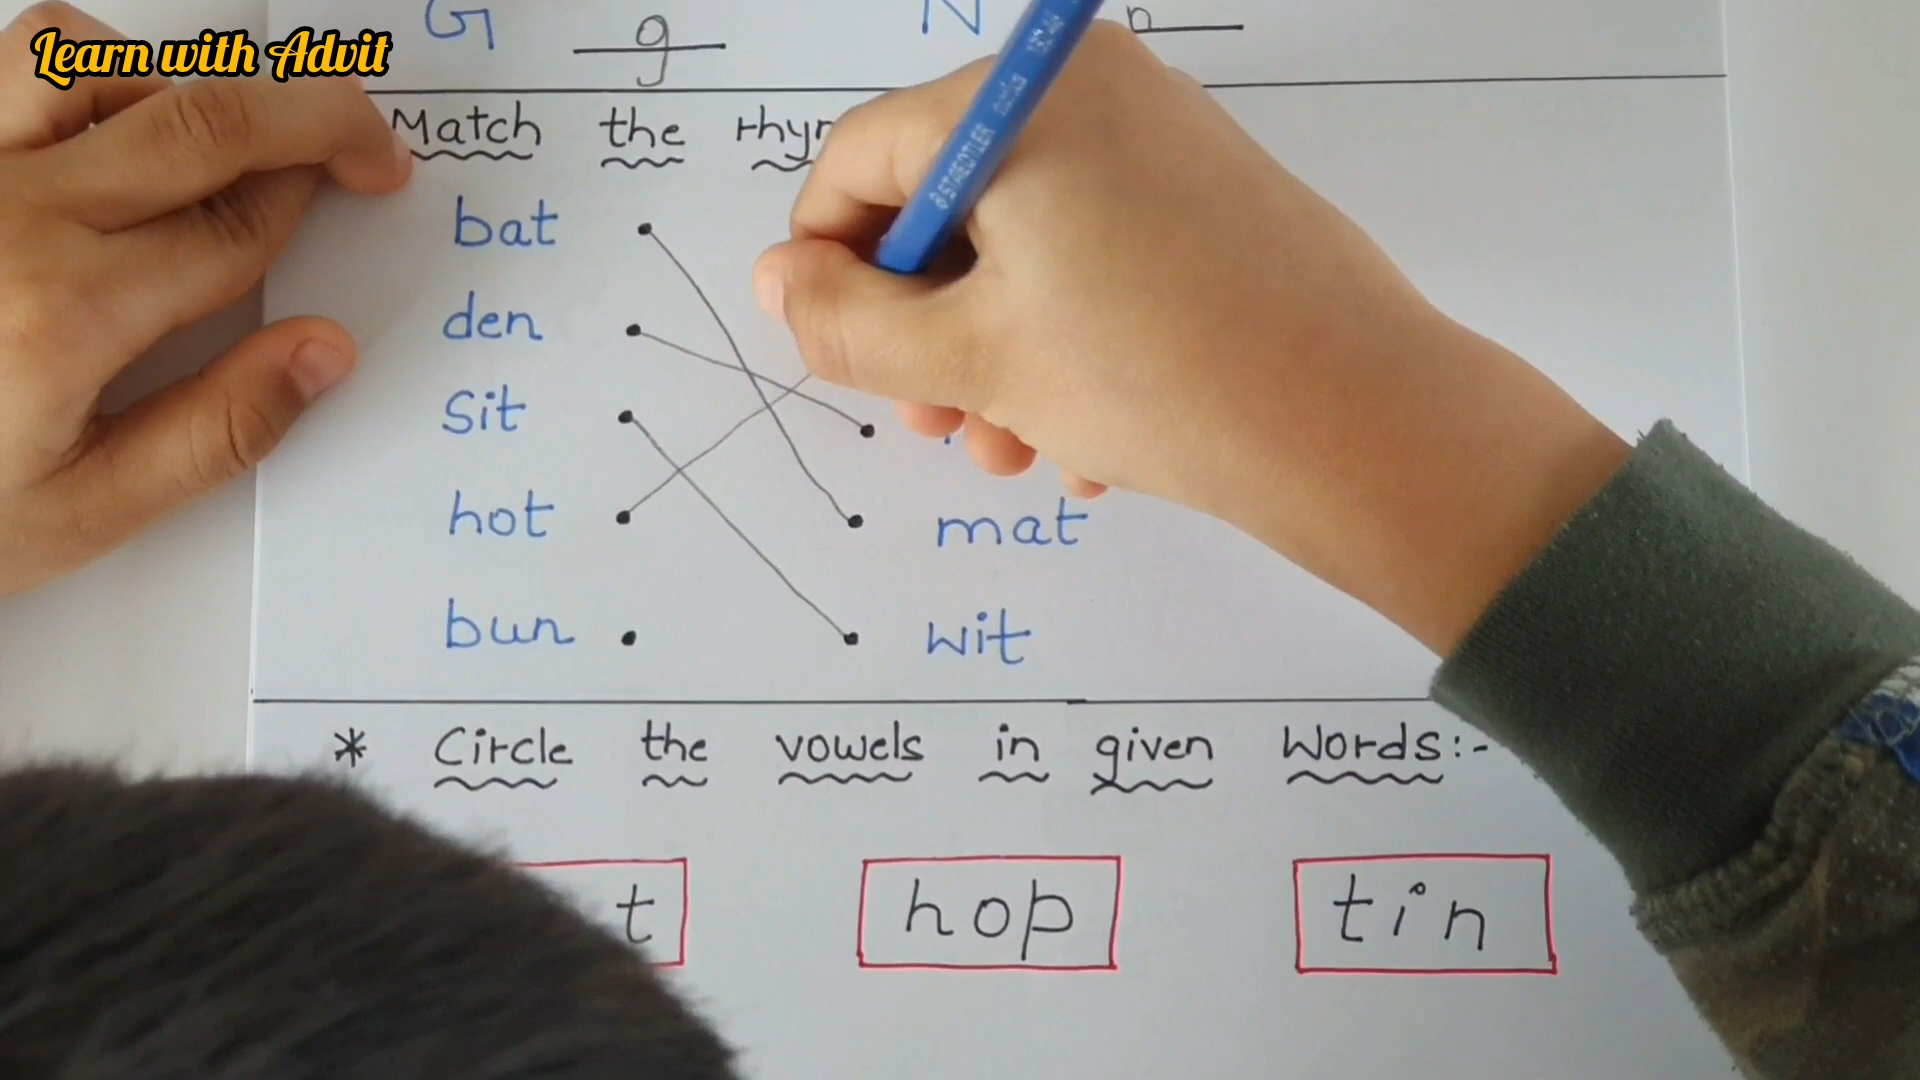 Learn with Advit
G g N n
STAEDTLER
Match the
bat
den
Sit
hot mat
bun wit
* Circle the vowels in given Words:-
t hop tin